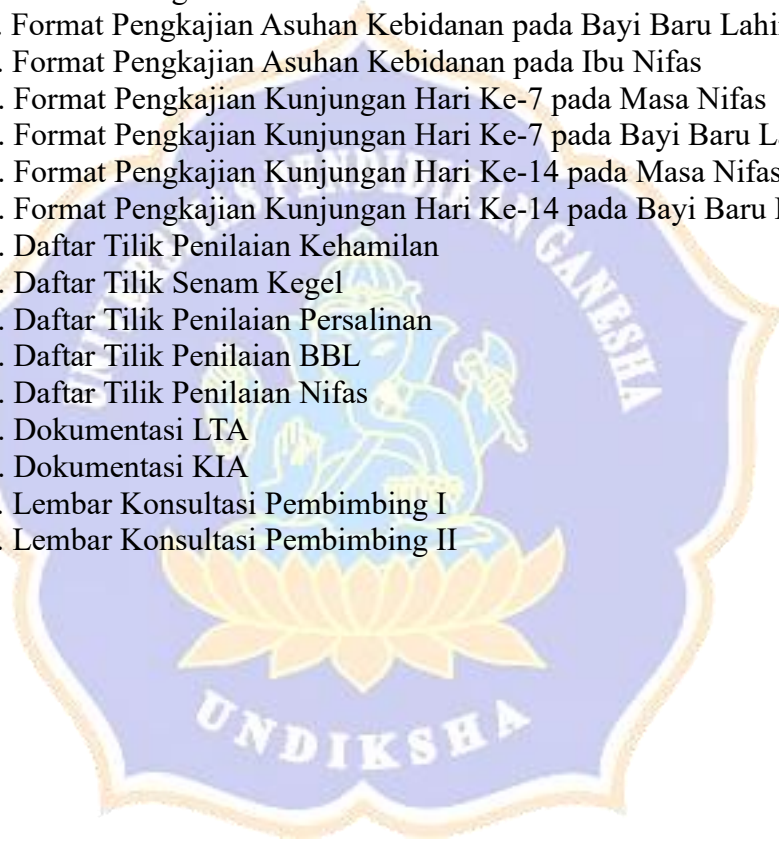 . Format Pengkajian Asuhan Kebidanan pada Bayi Baru Lahir
. Format Pengkajian Asuhan Kebidanan pada Ibu Nifas
. Format Pengkajian Kunjungan Hari Ke-7 pada Masa Nifas
. Format Pengkajian Kunjungan Hari Ke-7 pada Bayi Baru
. Format Pengkajian Kunjungan Hari Ke-14 pada Masa Nifas
. Format Pengkajian Kunjungan Hari Ke-14 pada Bayi Baru
. Daftar Tilik Penilaian Kehamilan
. Daftar Tilik Senam Kegel
. Daftar Tilik Penilaian Persalinan
. Daftar Tilik Penilaian BBL
. Daftar Tilik Penilaian Nifas
. Dokumentasi LTA
. Dokumentasi KIA
. Lembar Konsultasi Pembimbing I
. Lembar Konsultasi Pembimbing II
UNIVERSITAS PENDIDIKAN GANESHA
UNDIKSHA